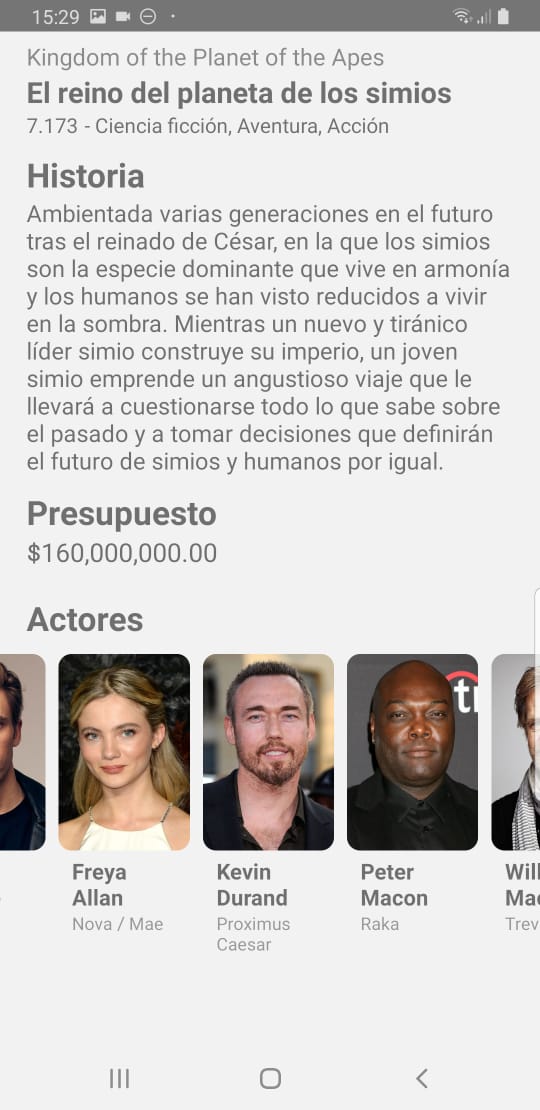 15:29
Kingdom of the Planet of the Apes
El reino del planeta de los simios
7.173 - Ciencia ficción, Aventura, Acción
Historia
Ambientada varias generaciones en el futuro
tras el reinado de César, en la que los simios
son la especie dominante que vive en armonía
y los humanos se han visto reducidos a vivir
en la sombra. Mientras un nuevo y tiránico
líder simio construye su imperio, un joven
simio emprende un angustioso viaje que le
llevará a cuestionarse todo lo que sabe sobre
el pasado y a tomar decisiones que definirán
el futuro de simios y humanos por igual.
Presupuesto
$160,000,000.00
Actores
Freya
Allan
Nova / Mae
Kevin
Durand
Proximus
Caesar
Peter
Macon
Raka